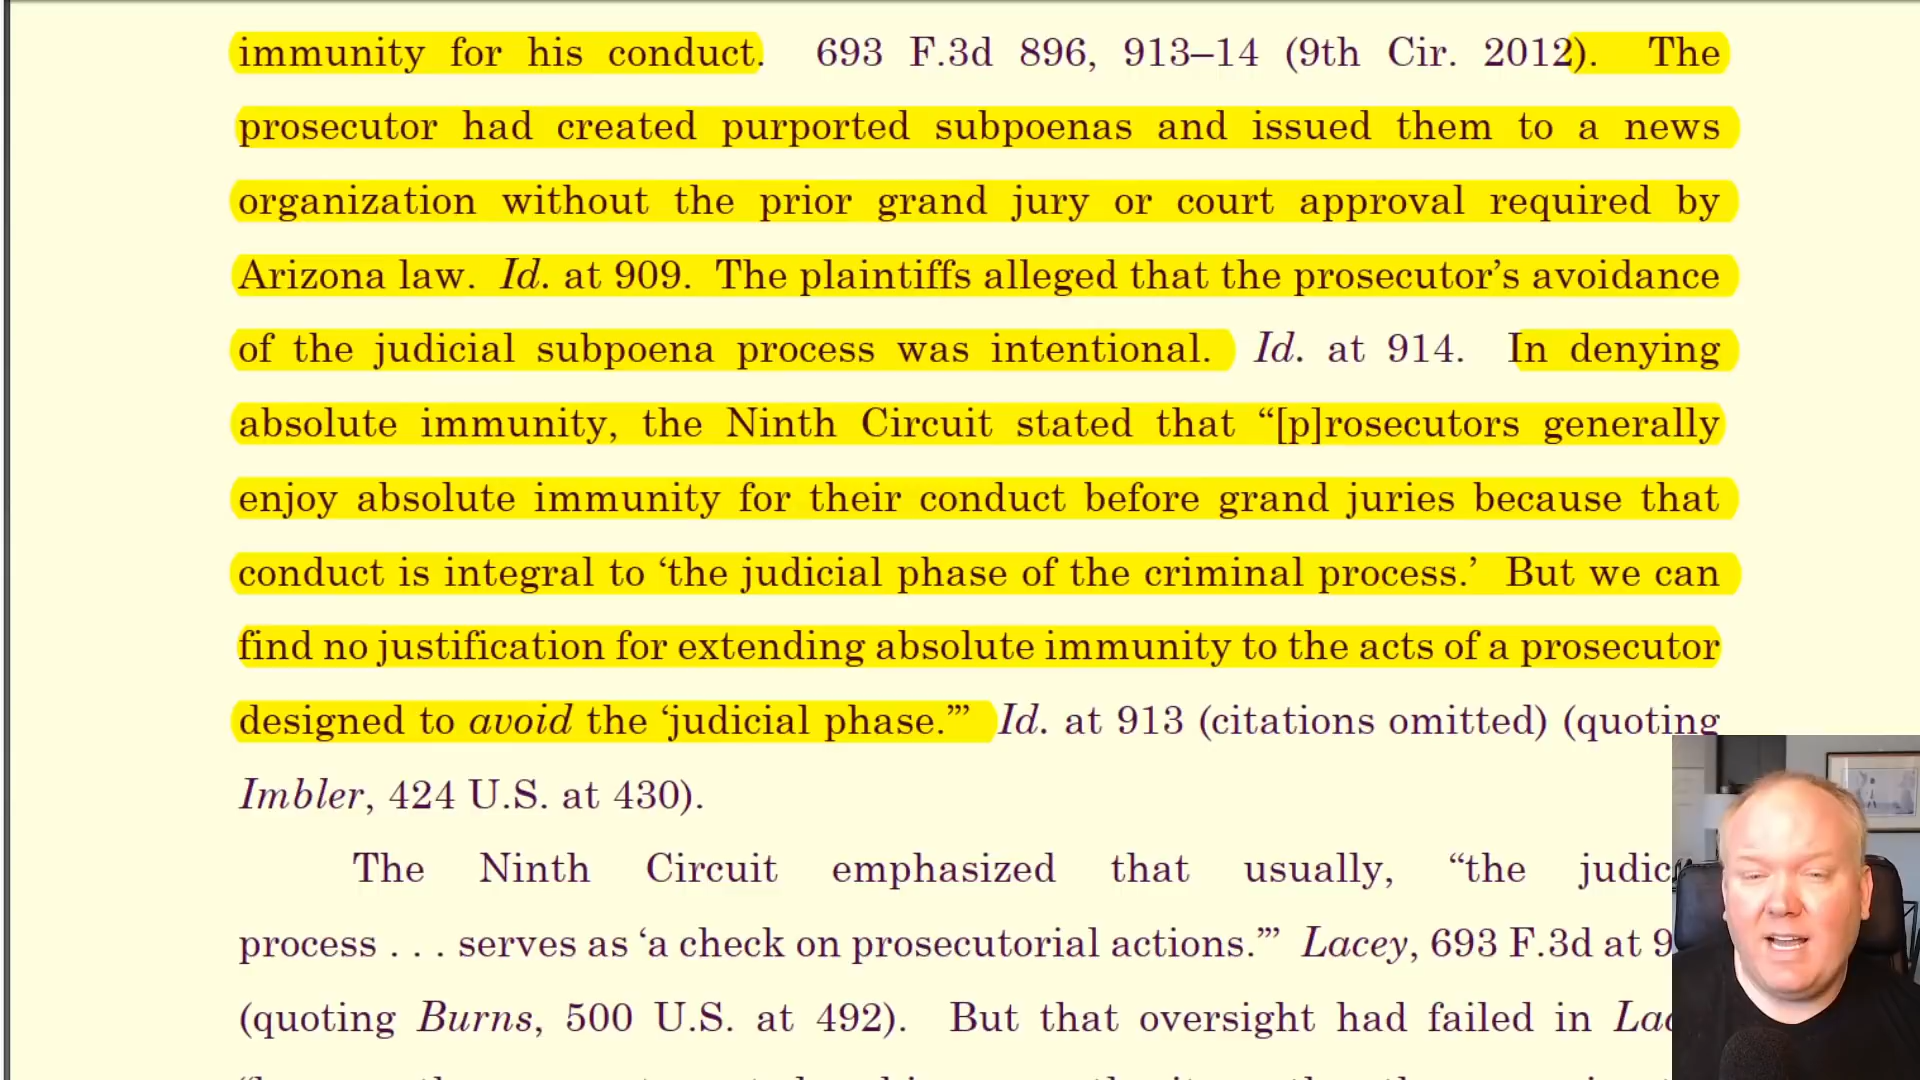 immunity for his conduct. 693 F.3d 896, 913–14 (9th Cir. 2012). The
prosecutor had created purported subpoenas and issued them to a news
organization without the prior grand jury or court approval required by
Arizona law. Id. at 909. The plaintiffs alleged that the prosecutor’s avoidance
of the judicial subpoena process was intentional. Id. at 914. In denying
absolute immunity, the Ninth Circuit stated that “[p]rosecutors generally
enjoy absolute immunity for their conduct before grand juries because that
conduct is integral to ‘the judicial phase of the criminal process.’ But we can
find no justification for extending absolute immunity to the acts of a prosecutor
designed to avoid the ‘judicial phase.’” Id. at 913 (citations omitted) (quoting
Imbler, 424 U.S. at 430).
The Ninth Circuit emphasized that usually, “the
process . . . serves as ‘a check on prosecutorial actions.’” Lacey, 693 F.3d at
(quoting Burns, 500 U.S. at 492). But that oversight had failed in